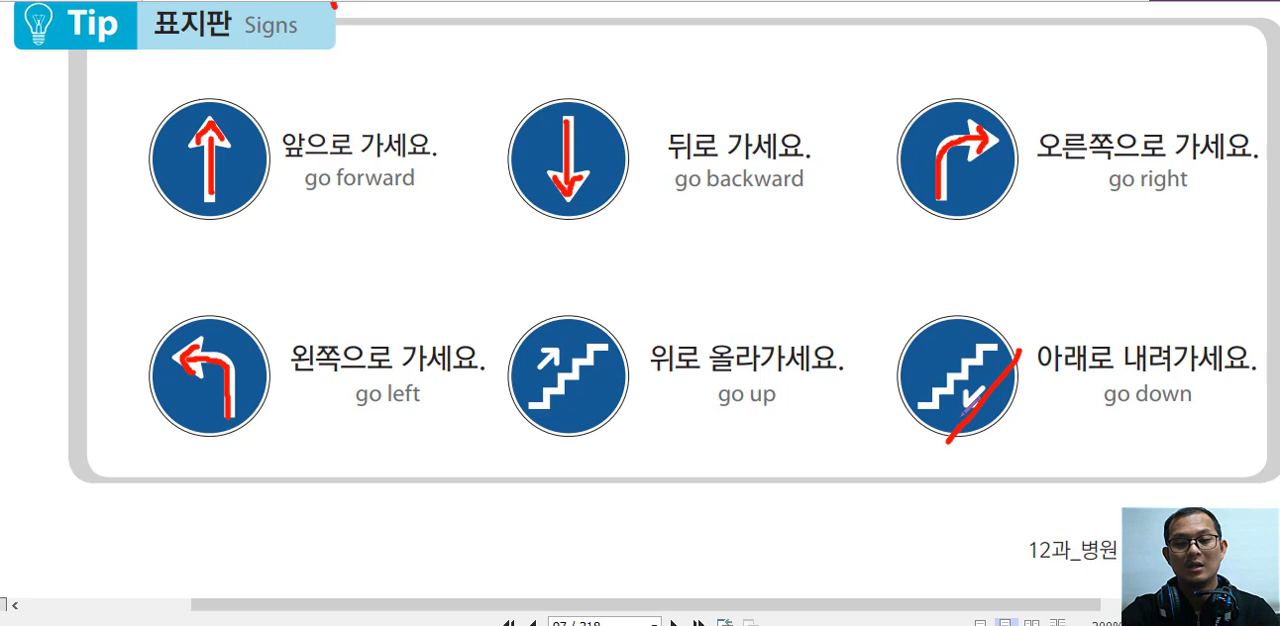 Tip 표지판 Signs
앞으로 가세요.
go forward
뒤로 가세요.
go backward
오른쪽으로 가세요.
go right
왼쪽으로 가세요.
go left
위로 올라가세요.
go up
아래로 내려가세요.
go down
12과_병원